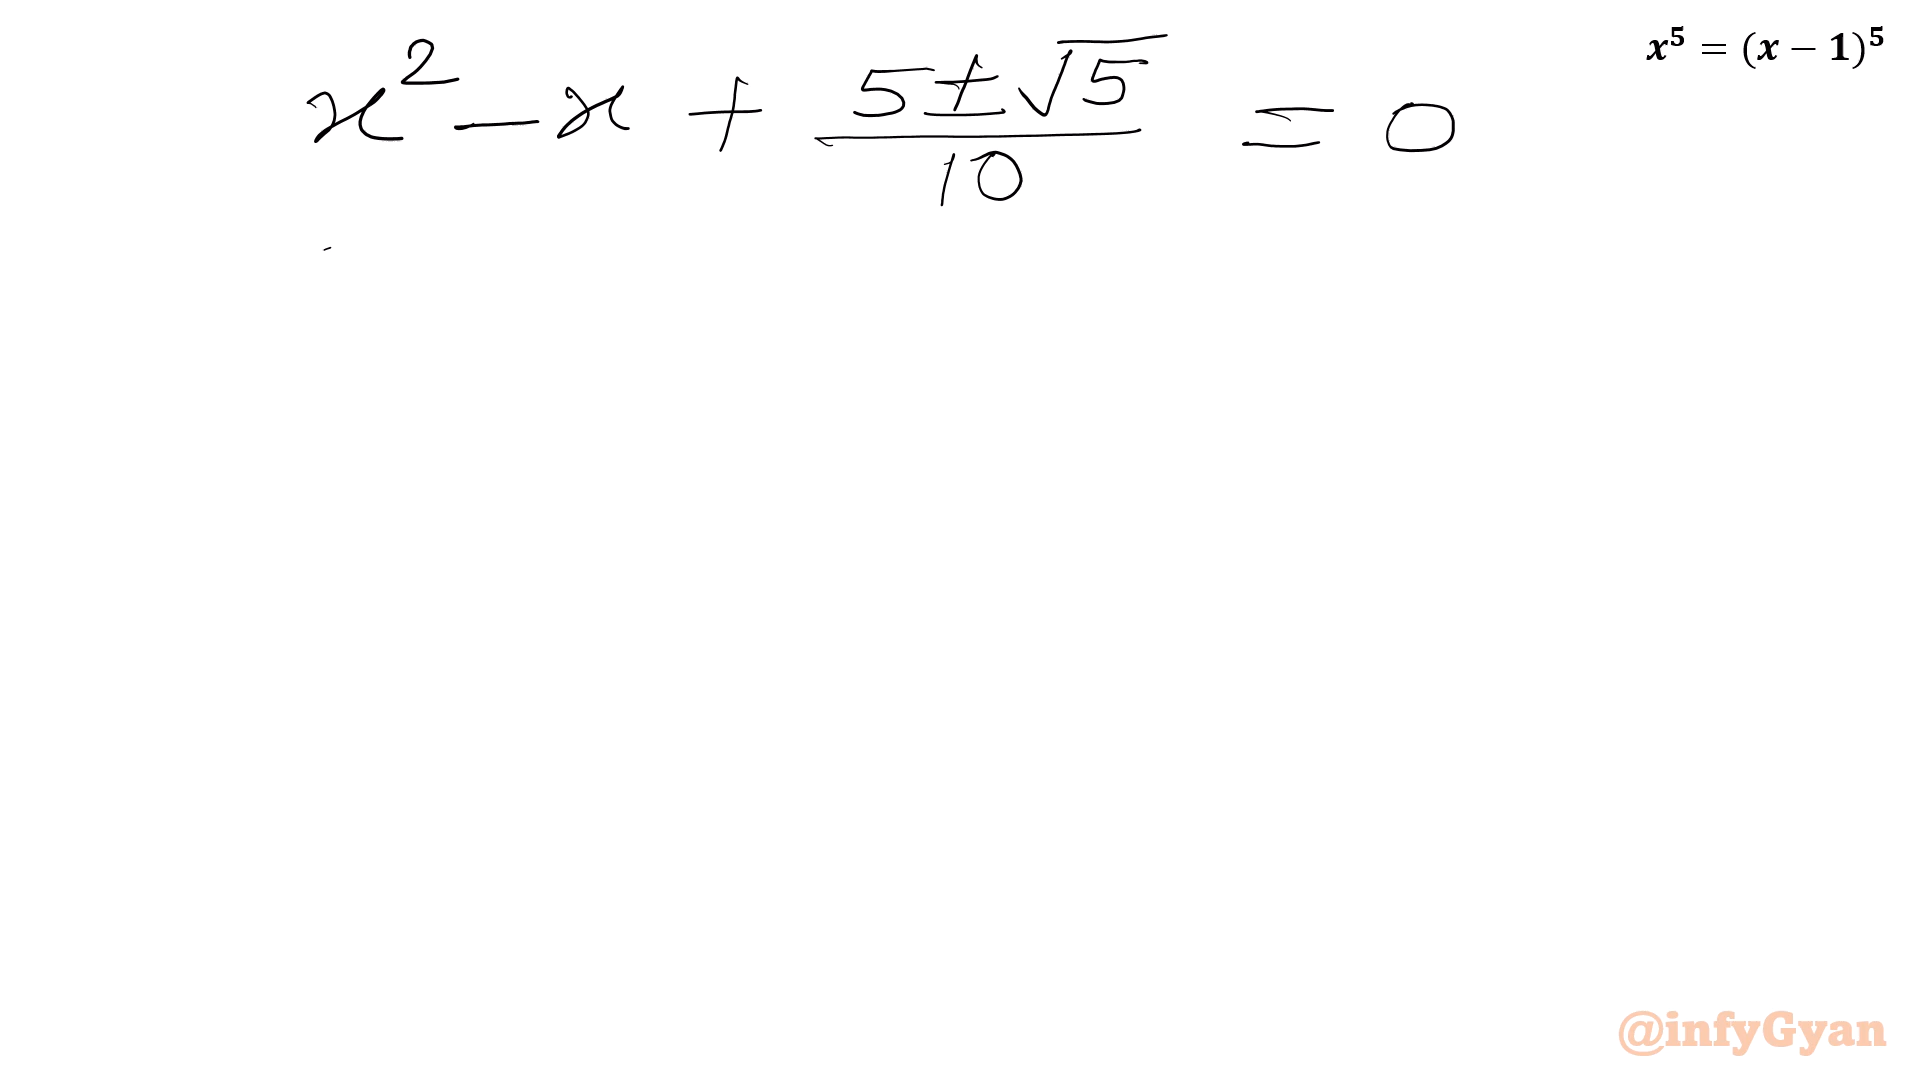 x⁵ = (x − 1)⁵
x² − x + (5 ± √5)/10 = 0
@infyGyan